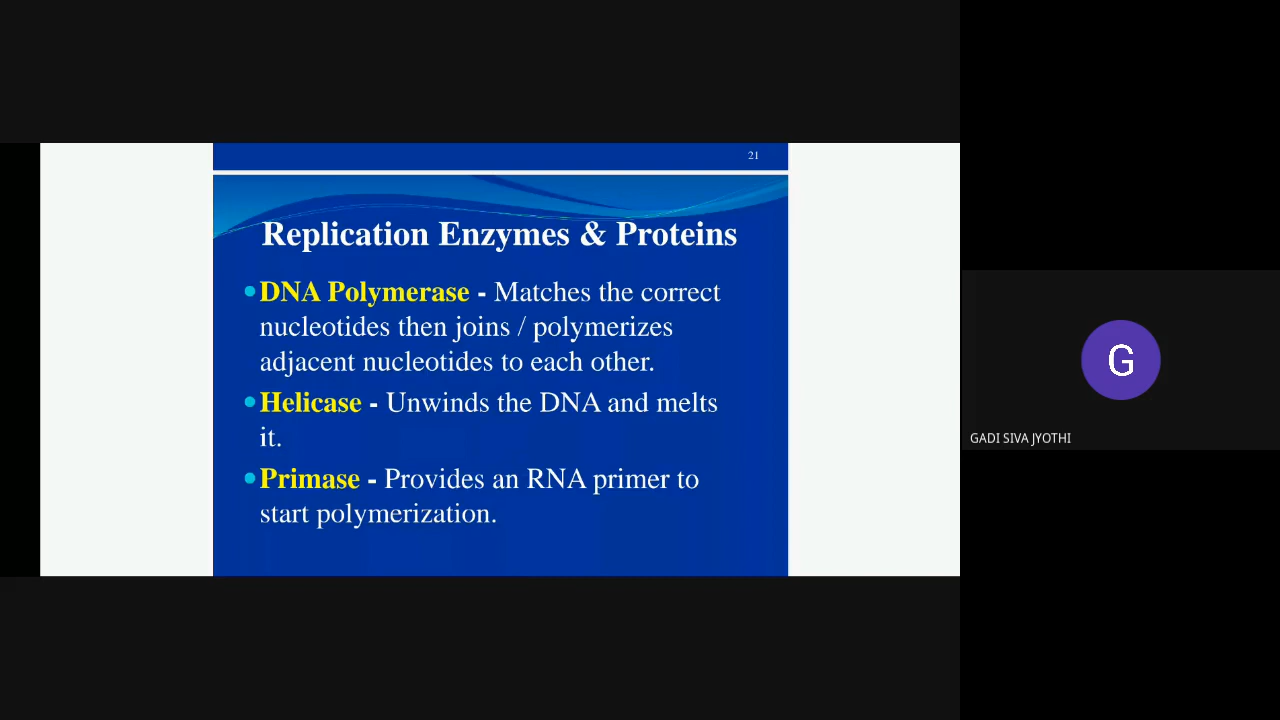 21
Replication Enzymes & Proteins
•DNA Polymerase - Matches the correct
nucleotides then joins / polymerizes
adjacent nucleotides to each other.
•Helicase - Unwinds the DNA and melts
it.
•Primase - Provides an RNA primer to
start polymerization.
G
GADI SIVA JYOTHI